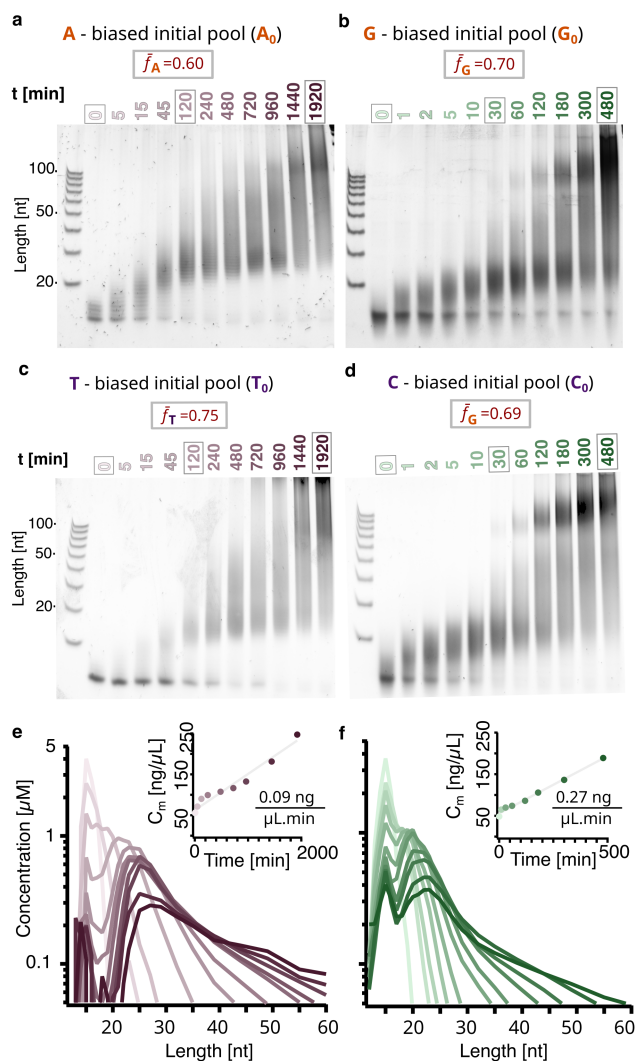 a
A - biased initial pool (A₀)
f̄_A=0.60
t [min]
0 5 15 45 120 240 480 720 960 1440 1920
Length [nt]
100
50
20
b
G - biased initial pool (G₀)
f̄_G=0.70
0 1 2 5 10 30 60 120 180 300 480
c
T - biased initial pool (T₀)
f̄_T=0.75
t [min]
0 5 15 45 120 240 480 720 960 1440 1920
Length [nt]
100
50
20
d
C - biased initial pool (C₀)
f̄_G=0.69
0 1 2 5 10 30 60 120 180 300 480
e
Concentration [µM]
5
1
0.1
20 30 40 50 60
Length [nt]
Cₘ [ng/µL]
250
150
50
0.09 ng
µL.min
0 Time [min] 2000
f
Cₘ [ng/µL]
250
150
50
0.27 ng
µL.min
0 Time [min] 500
10 20 30 40 50 60
Length [nt]